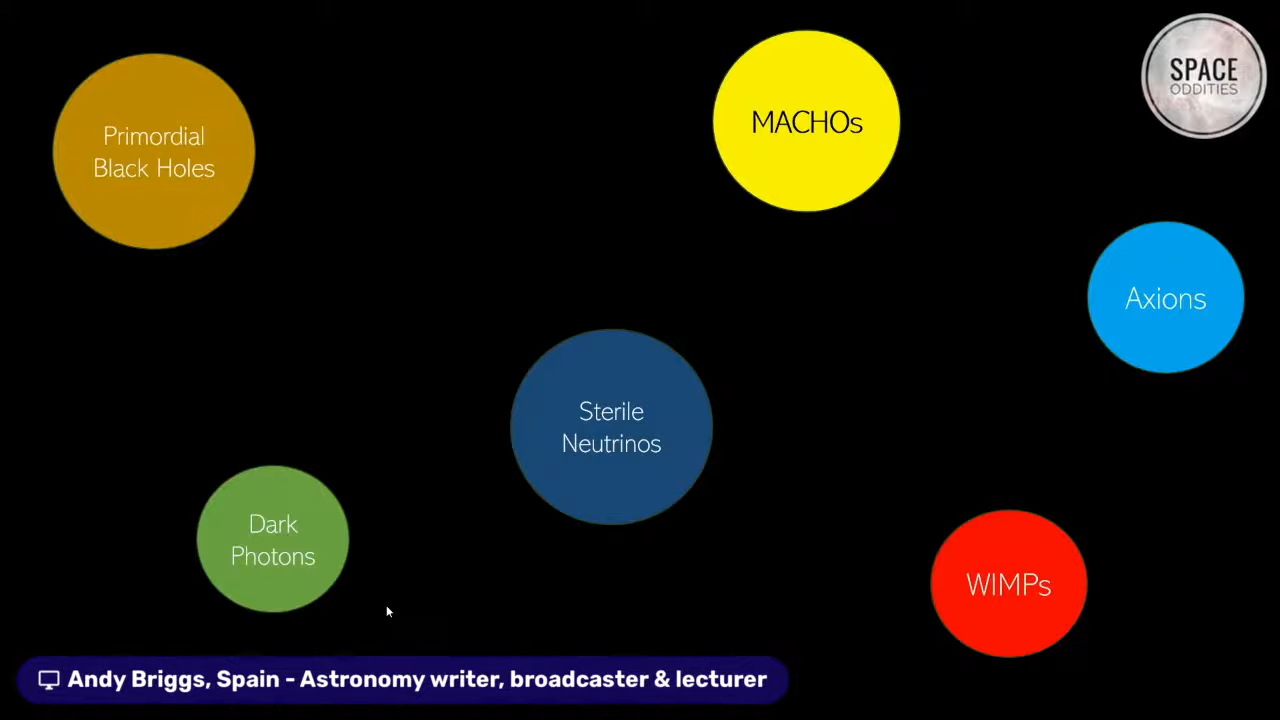 Primordial
Black Holes
MACHOs
SPACE
ODDITIES
Axions
Sterile
Neutrinos
Dark
Photons
WIMPs
Andy Briggs, Spain - Astronomy writer, broadcaster & lecturer